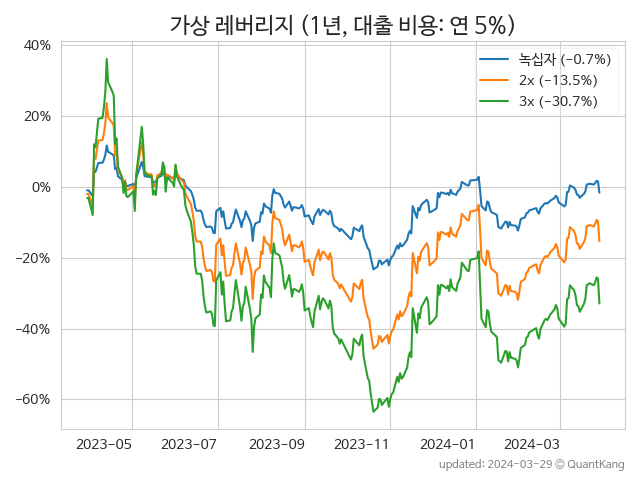 가상 레버리지 (1년, 대출 비용: 연 5%)
40%
20%
0%
−20%
−40%
−60%
녹십자 (−0.7%)
2x (−13.5%)
3x (−30.7%)
2023-05 2023-07 2023-09 2023-11 2024-01 2024-03
updated: 2024-03-29 © QuantKang